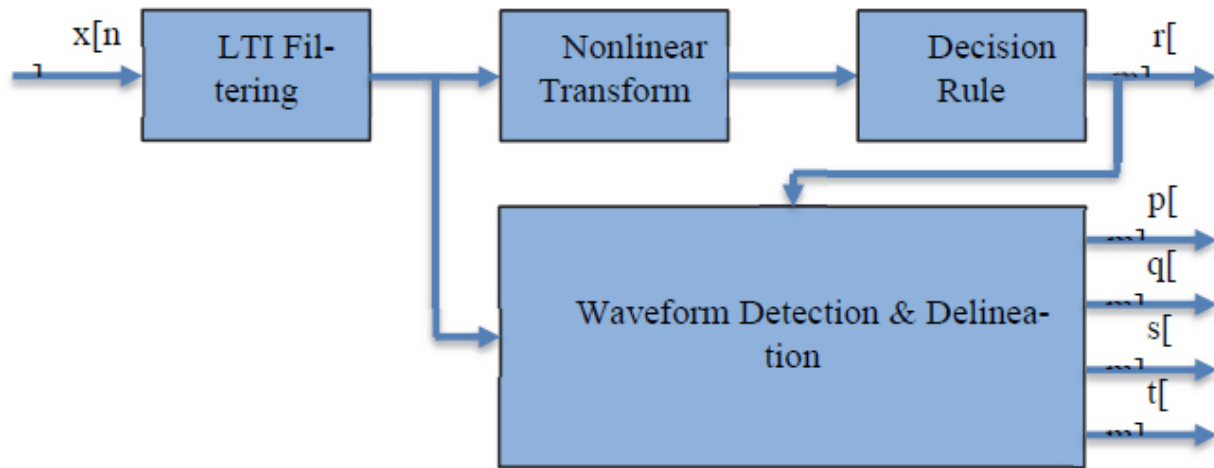 x[n
]
LTI Fil-
tering
Nonlinear
Transform
Decision
Rule
r[
m]
Waveform Detection & Delinea-
tion
p[
m]
q[
m]
s[
m]
t[
m]